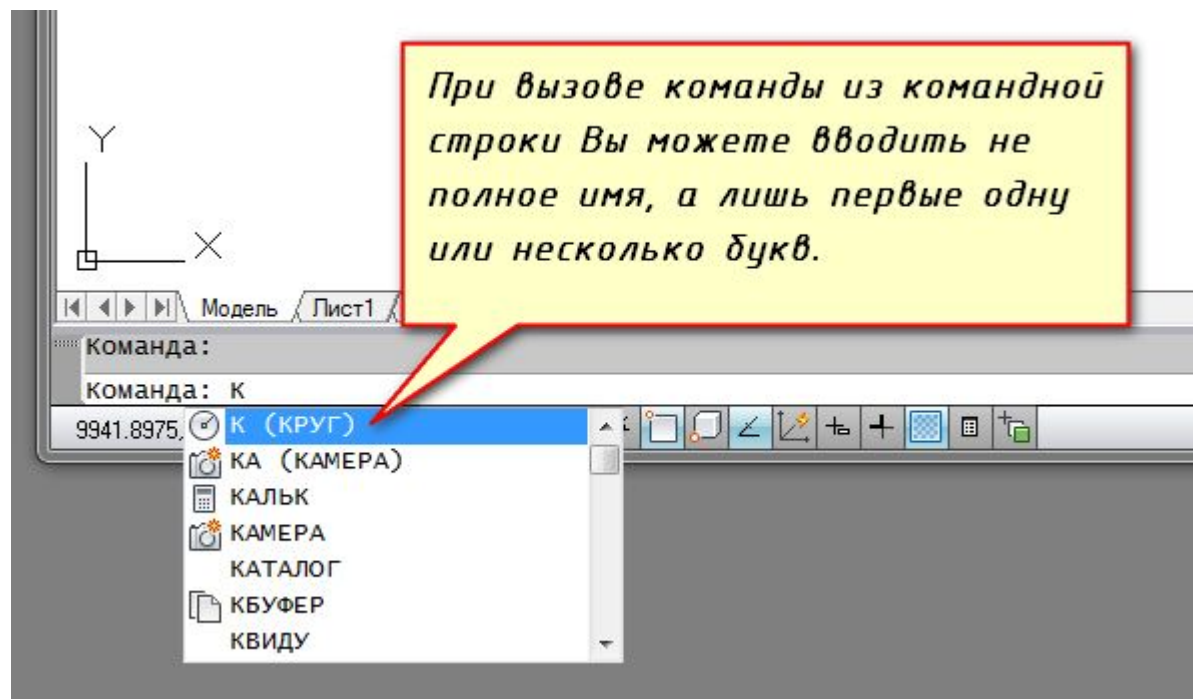 При вызове команды из командной
строки Вы можете вводить не
полное имя, а лишь первые одну
или несколько букв.
Y
X
Модель Лист1
Команда:
Команда: К
9941.8975,
К (КРУГ)
КА (КАМЕРА)
КАЛЬК
КАМЕРА
КАТАЛОГ
КБУФЕР
КВИДУ